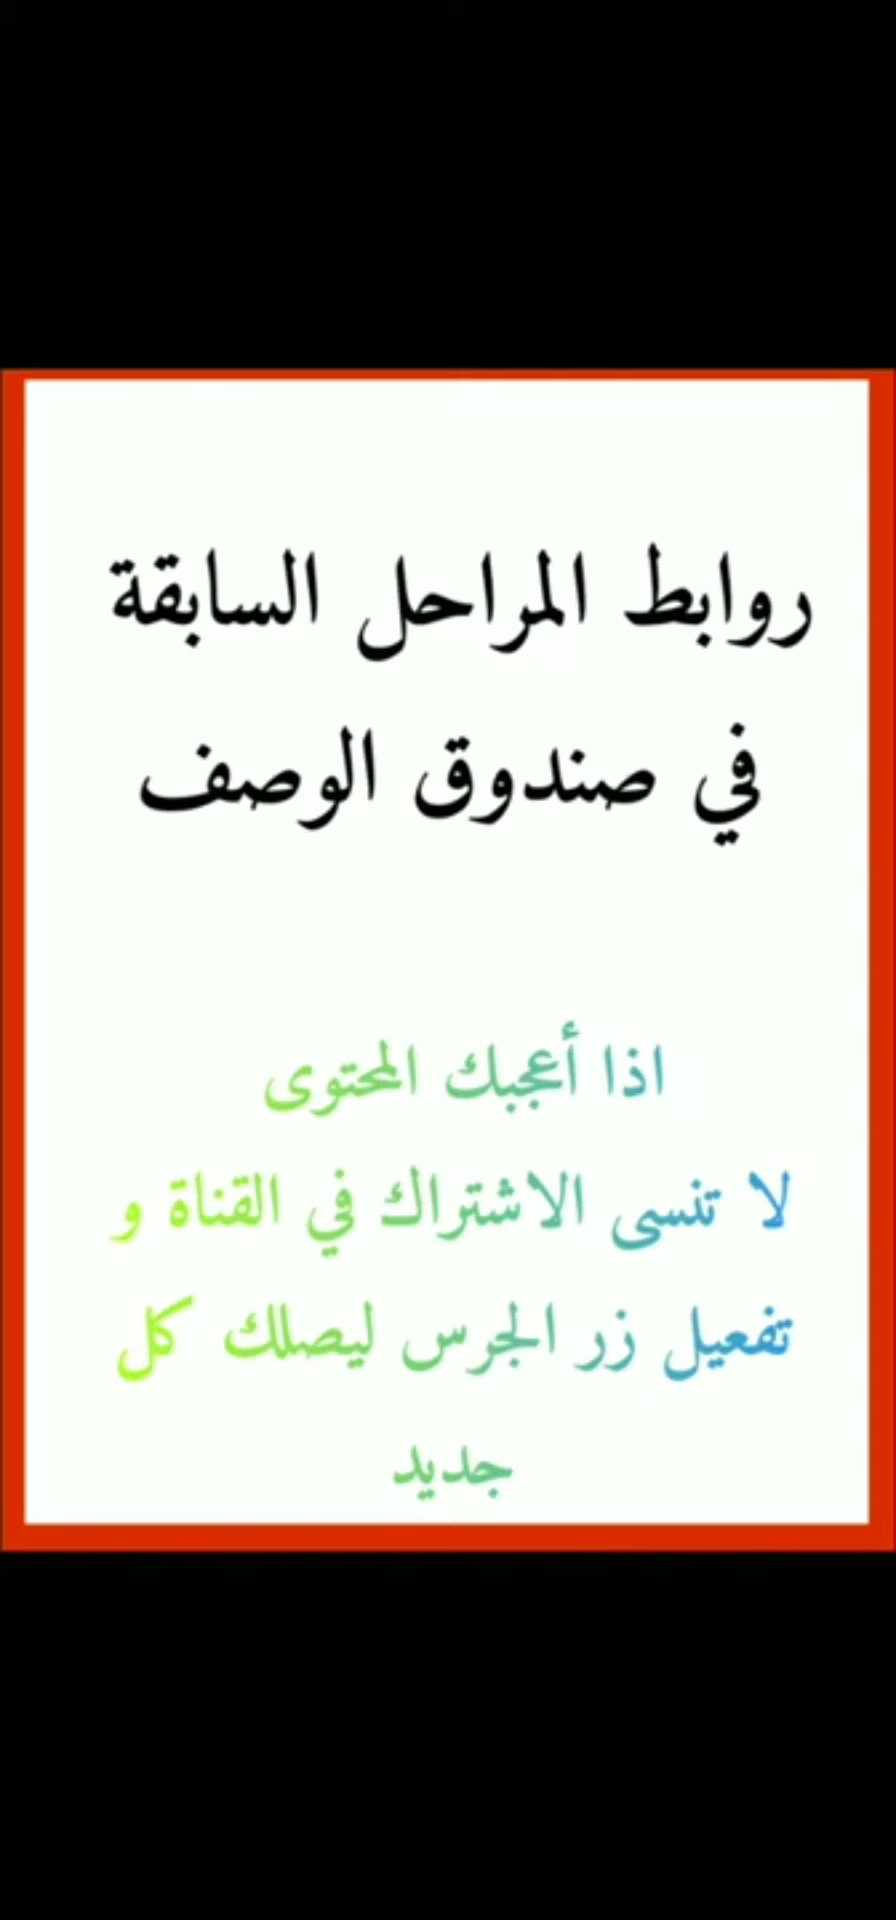 روابط المراحل السابقة
في صندوق الوصف
اذا أعجبك المحتوى
لا تنسى الاشتراك في القناة و
تفعيل زر الجرس ليصلك كل
جديد